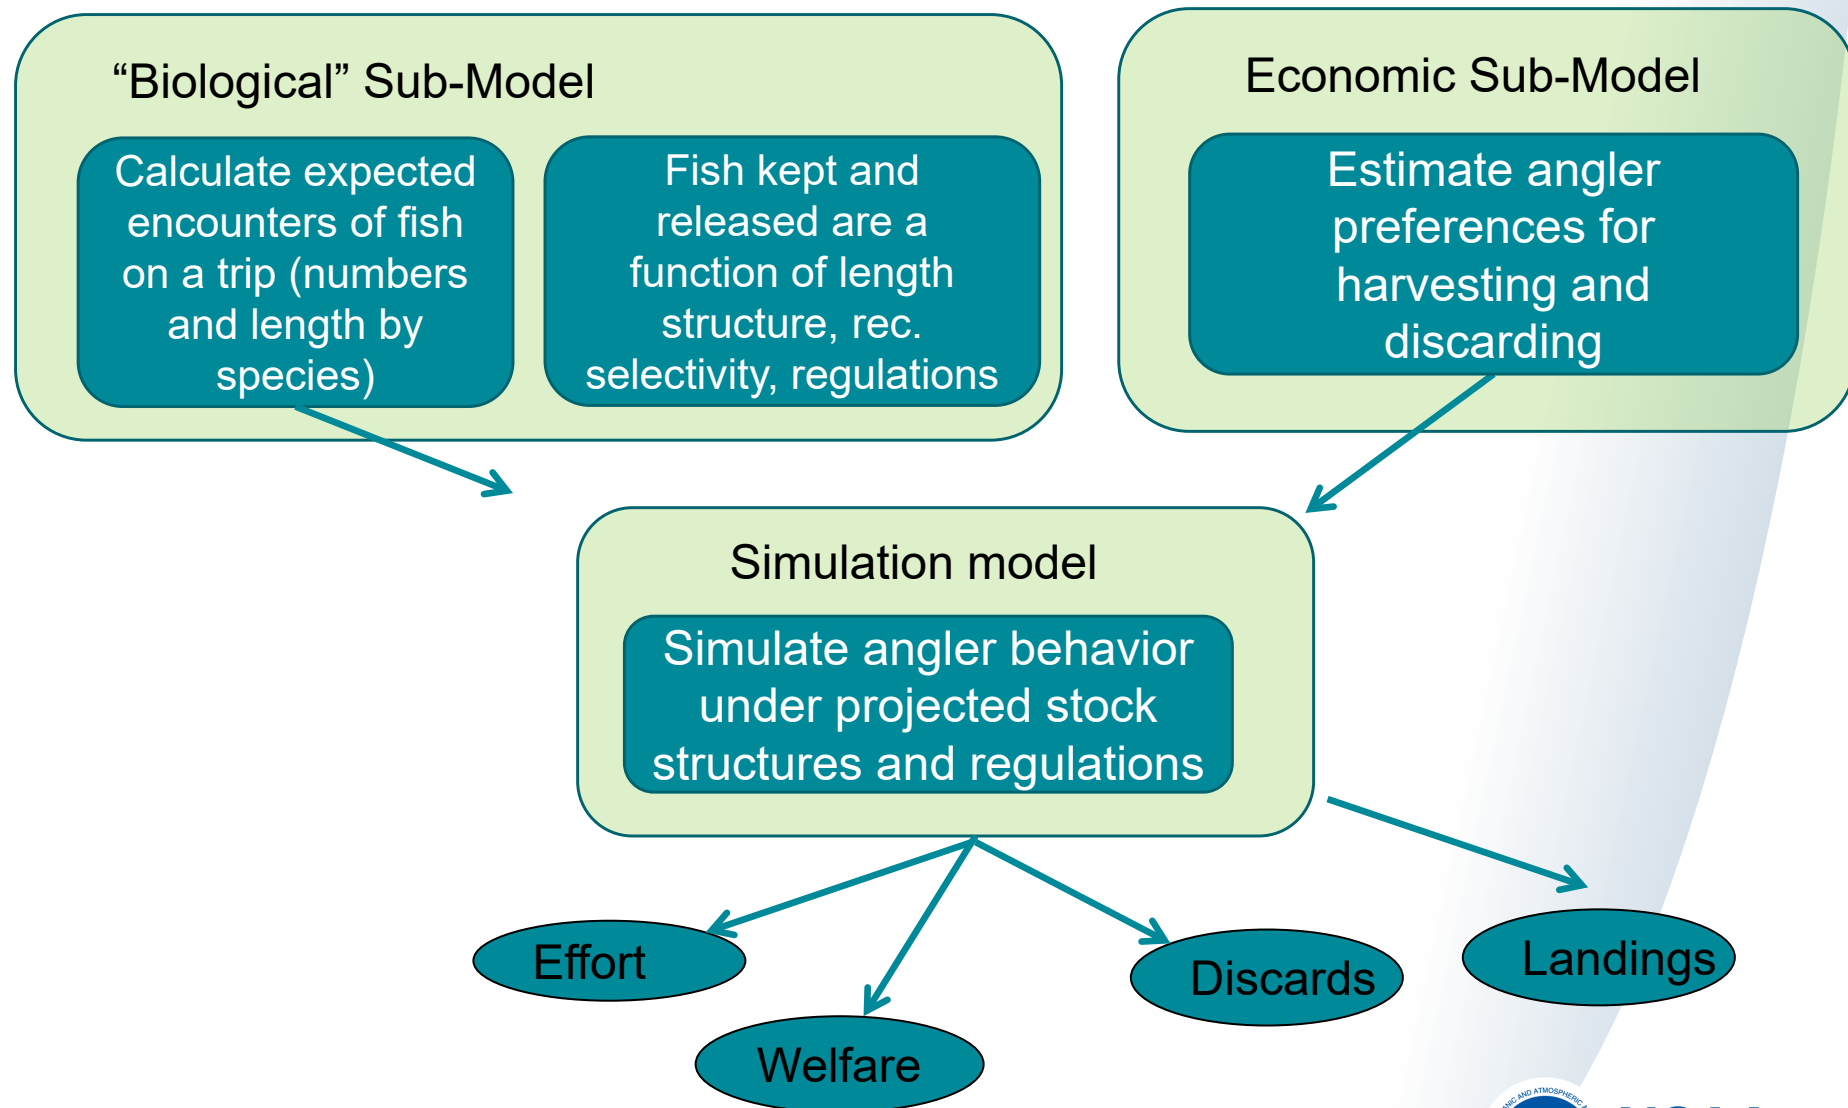 “Biological” Sub-Model
Calculate expected
encounters of fish
on a trip (numbers
and length by
species)
Fish kept and
released are a
function of length
structure, rec.
selectivity, regulations
Economic Sub-Model
Estimate angler
preferences for
harvesting and
discarding
Simulation model
Simulate angler behavior
under projected stock
structures and regulations
Effort
Welfare
Discards
Landings
AND ATMOSPHERIC